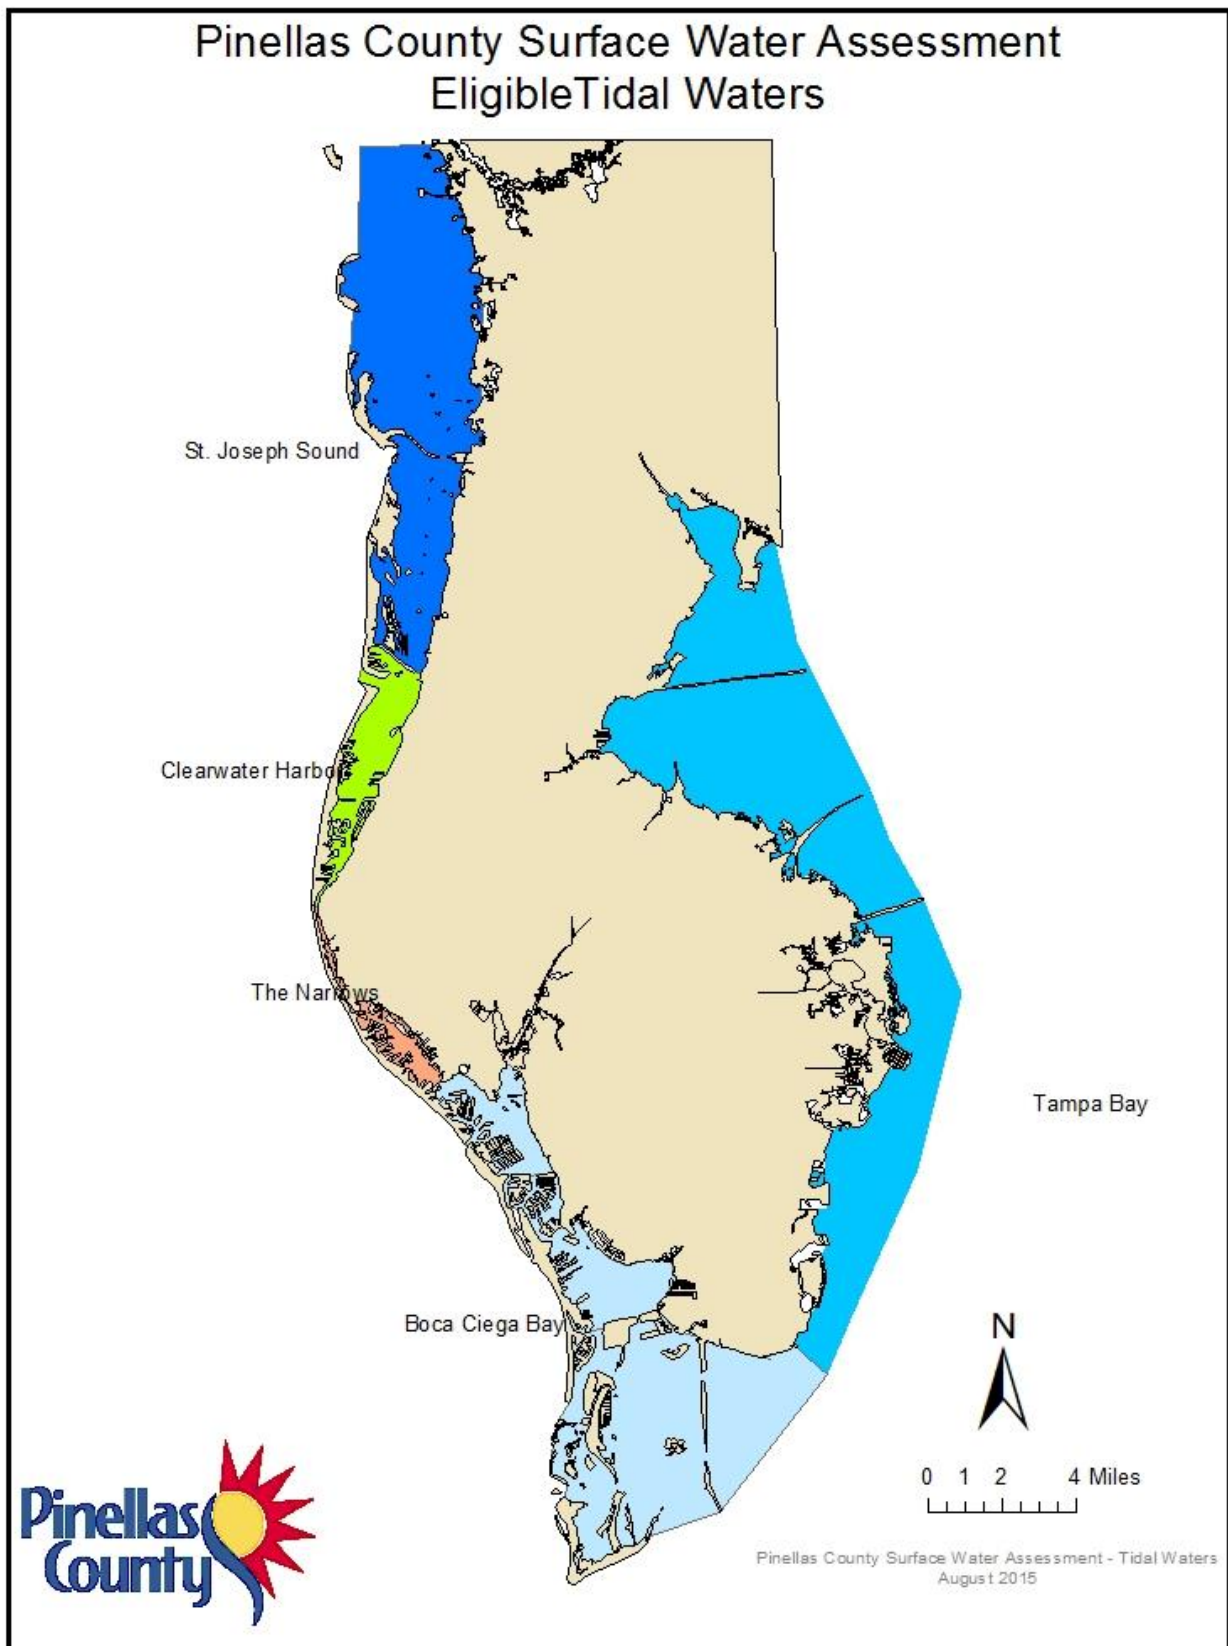 Pinellas County Surface Water Assessment
EligibleTidal Waters
St. Joseph Sound
Clearwater Harbo
The Narrows
Tampa Bay
Boca Ciega Bay
N
0 1 2 4 Miles
Pinellas
County
Pinellas County Surface Water Assessment - Tidal Waters
August 2015